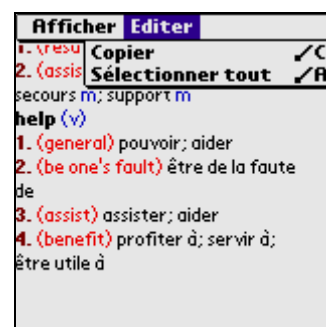 Afficher Editer
Copier ✓C
Sélectionner tout ✓A
1. (resu
2. (assis
secours m; support m
help (v)
1. (general) pouvoir; aider
2. (be one's fault) être de la faute
de
3. (assist) assister; aider
4. (benefit) profiter à; servir à;
être utile à